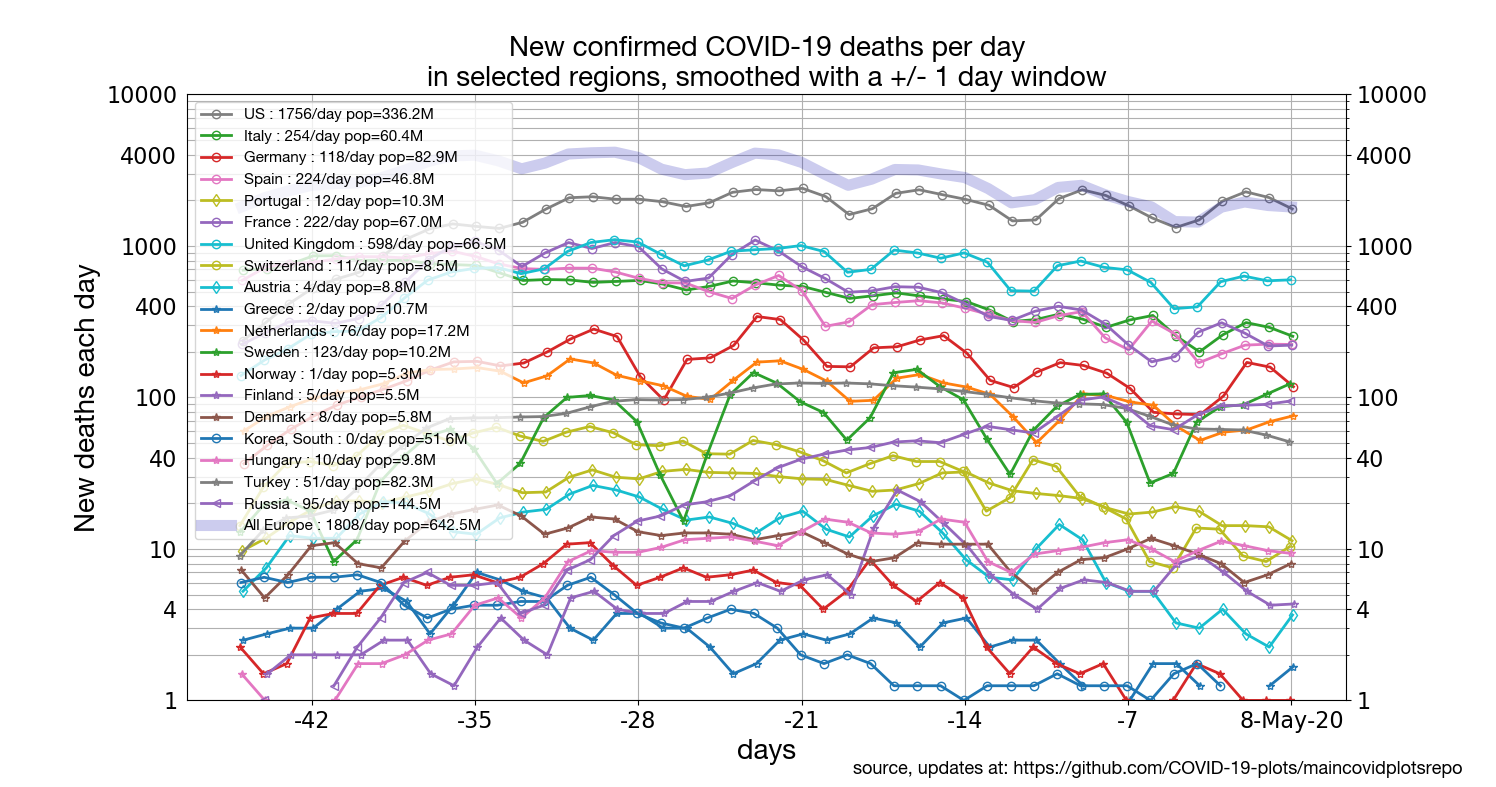 New confirmed COVID-19 deaths per day
in selected regions, smoothed with a +/- 1 day window
10000
4000
1000
400
100
40
10
4
1
New deaths each day
US : 1756/day pop=336.2M
Italy : 254/day pop=60.4M
Germany : 118/day pop=82.9M
Spain : 224/day pop=46.8M
Portugal : 12/day pop=10.3M
France : 222/day pop=67.0M
United Kingdom : 598/day pop=66.5M
Switzerland : 11/day pop=8.5M
Austria : 4/day pop=8.8M
Greece : 2/day pop=10.7M
Netherlands : 76/day pop=17.2M
Sweden : 123/day pop=10.2M
Norway : 1/day pop=5.3M
Finland : 5/day pop=5.5M
Denmark : 8/day pop=5.8M
Korea, South : 0/day pop=51.6M
Hungary : 10/day pop=9.8M
Turkey : 51/day pop=82.3M
Russia : 95/day pop=144.5M
All Europe : 1808/day pop=642.5M
10000
4000
1000
400
100
40
10
4
1
-42 -35 -28 -21 -14 -7 8-May-20
days
source, updates at: https://github.com/COVID-19-plots/maincovidplotsrepo